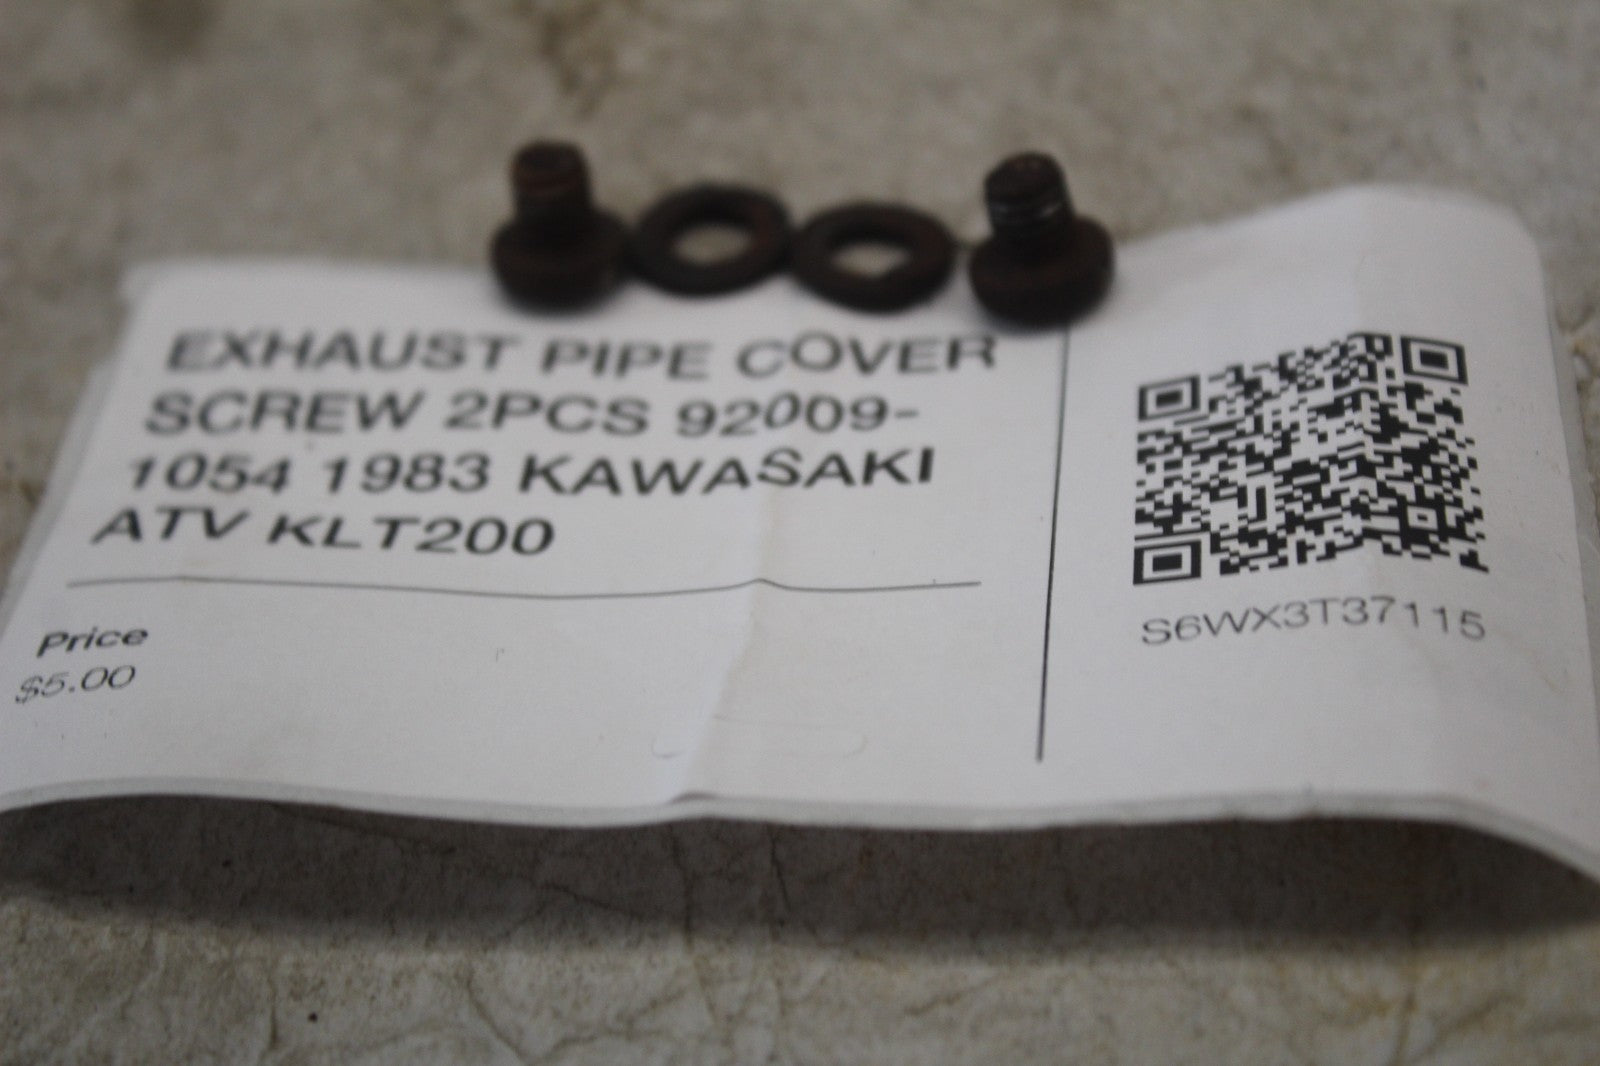 EXHAUST PIPE COVER
SCREW 2PCS 92009-
1054 1983 KAWASAKI
ATV KLT200
Price
$5.00
S6WX3T37115